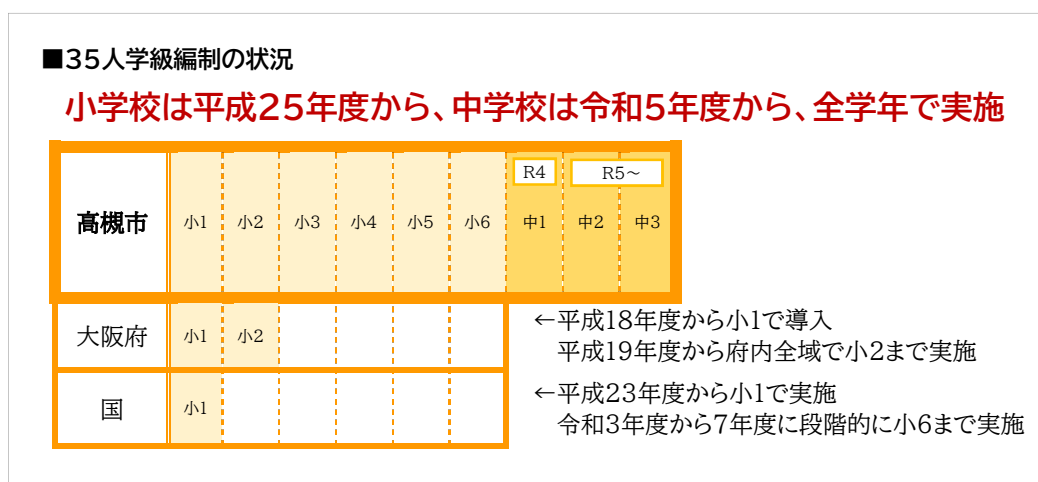 ■35人学級編制の状況
小学校は平成25年度から、中学校は令和5年度から、全学年で実施
R4 R5~
高槻市 小1 小2 小3 小4 小5 小6 中1 中2 中3
大阪府 小1 小2
←平成18年度から小1で導入
平成19年度から府内全域で小2まで実施
国 小1
←平成23年度から小1で実施
令和3年度から7年度に段階的に小6まで実施